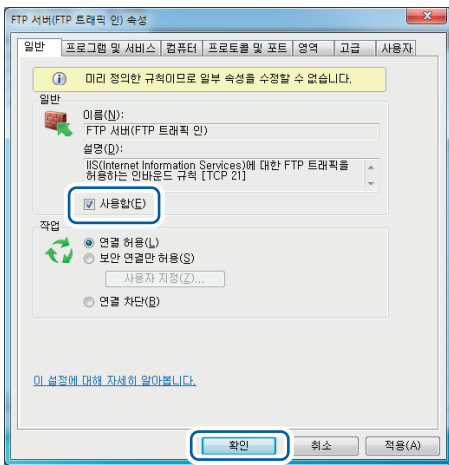 FTP 서버(FTP 트래픽 인) 속성
일반 프로그램 및 서비스 컴퓨터 프로토콜 및 포트 영역 고급 사용자
미리 정의한 규칙이므로 일부 속성을 수정할 수 없습니다.
일반
이름(N):
FTP 서버(FTP 트래픽 인)
설명(D):
IIS(Internet Information Services)에 대한 FTP 트래픽을
허용하는 인바운드 규칙 [TCP 21]
사용함(E)
작업
연결 허용(L)
보안 연결만 허용(S)
사용자 지정(Z)...
연결 차단(B)
이 설정에 대해 자세히 알아봅니다.
확인 취소 적용(A)